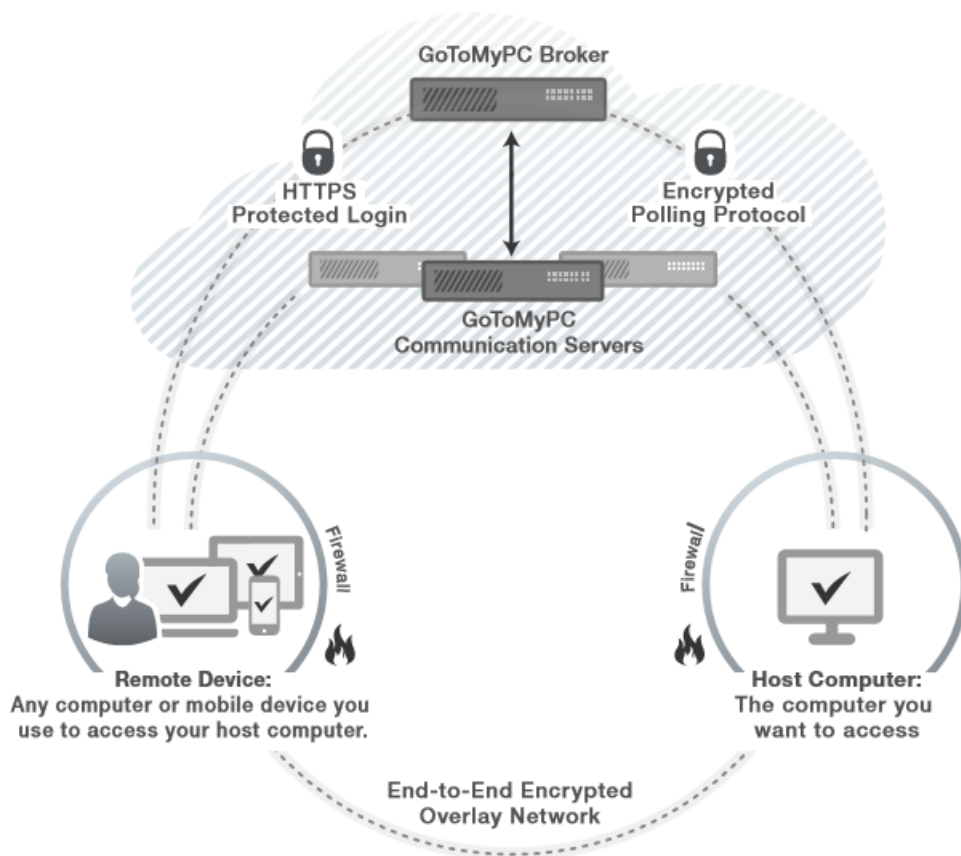 GoToMyPC Broker
HTTPS
Protected Login
Encrypted
Polling Protocol
GoToMyPC
Communication Servers
Firewall
Firewall
Remote Device:
Any computer or mobile device you
use to access your host computer.
Host Computer:
The computer you
want to access
End-to-End Encrypted
Overlay Network